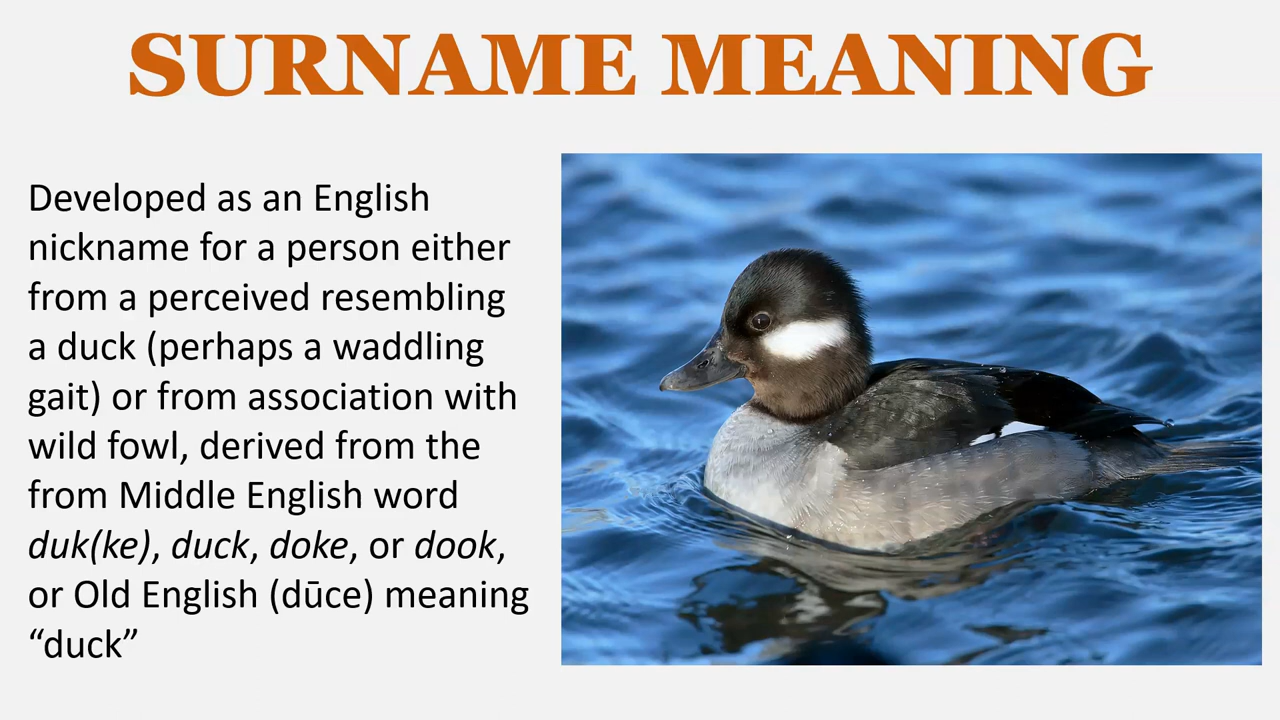 SURNAME MEANING
Developed as an English
nickname for a person either
from a perceived resembling
a duck (perhaps a waddling
gait) or from association with
wild fowl, derived from the
from Middle English word
duk(ke), duck, doke, or dook,
or Old English (dūce) meaning
“duck”